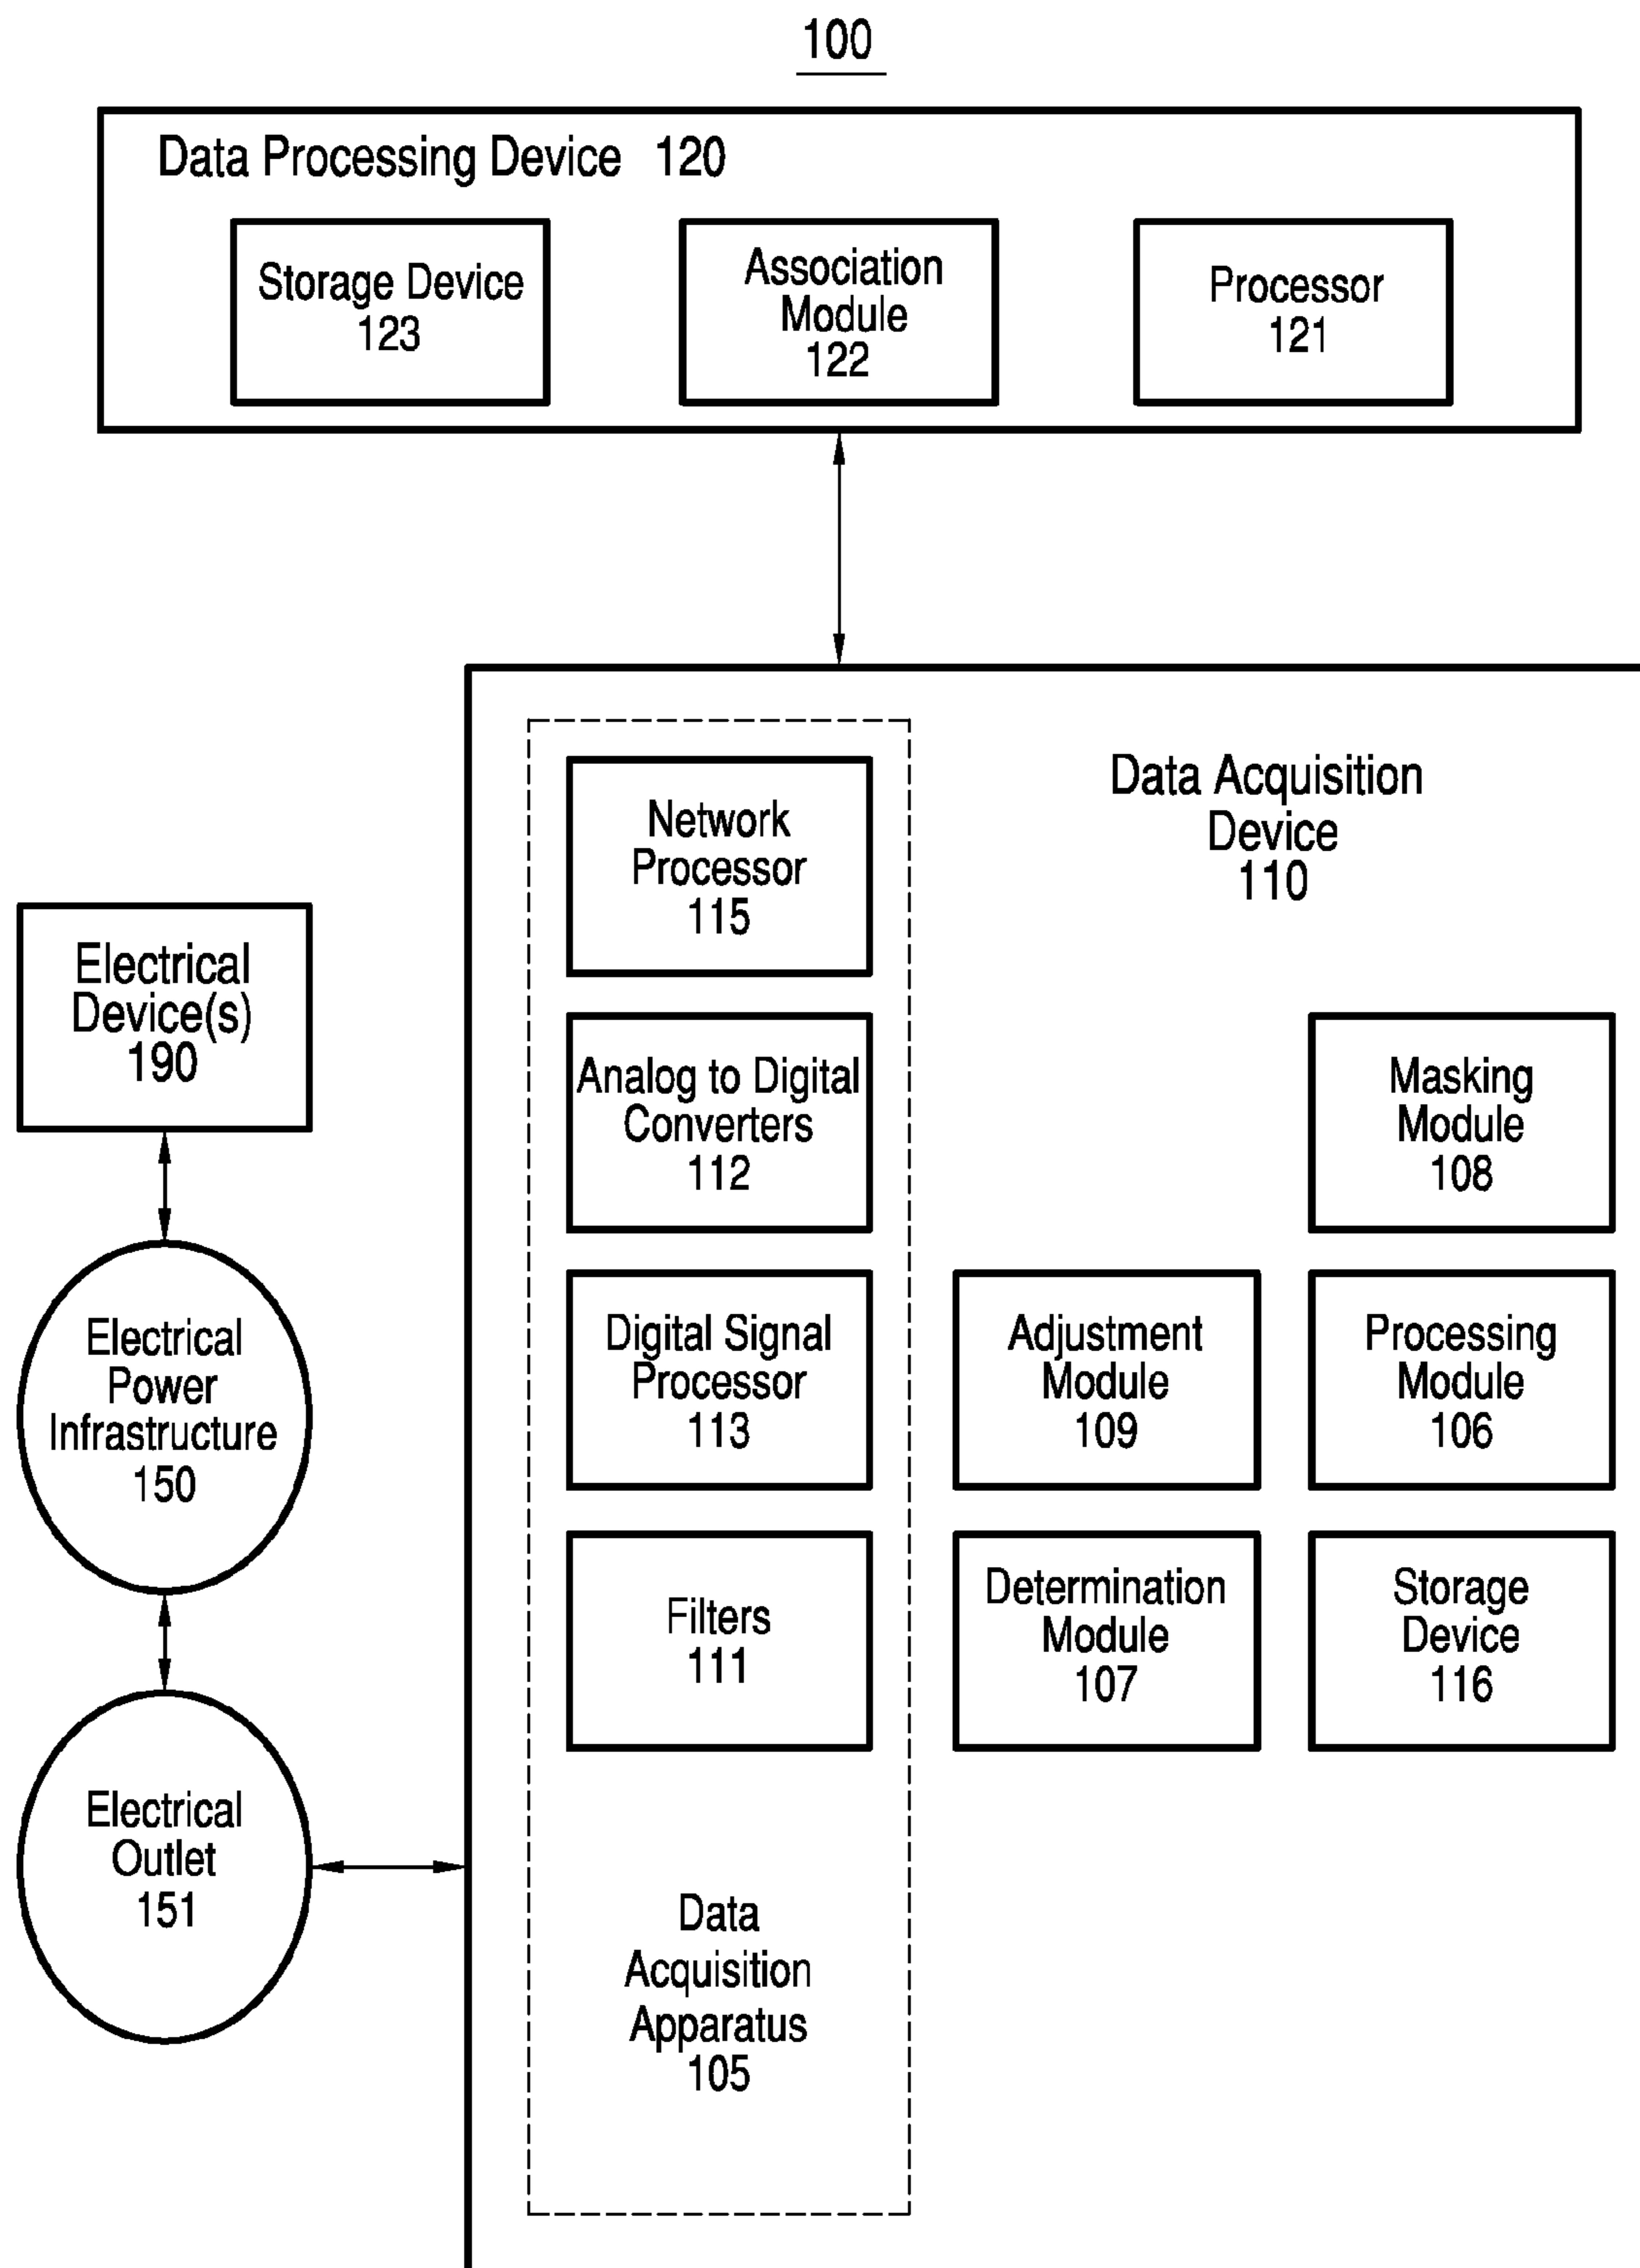 100
Data Processing Device 120
Storage Device
123
Association
Module
122
Processor
121
Data Acquisition
Device
110
Network
Processor
115
Analog to Digital
Converters
112
Digital Signal
Processor
113
Filters
111
Data
Acquisition
Apparatus
105
Masking
Module
108
Adjustment
Module
109
Processing
Module
106
Determination
Module
107
Storage
Device
116
Electrical
Device(s)
190
Electrical
Power
Infrastructure
150
Electrical
Outlet
151